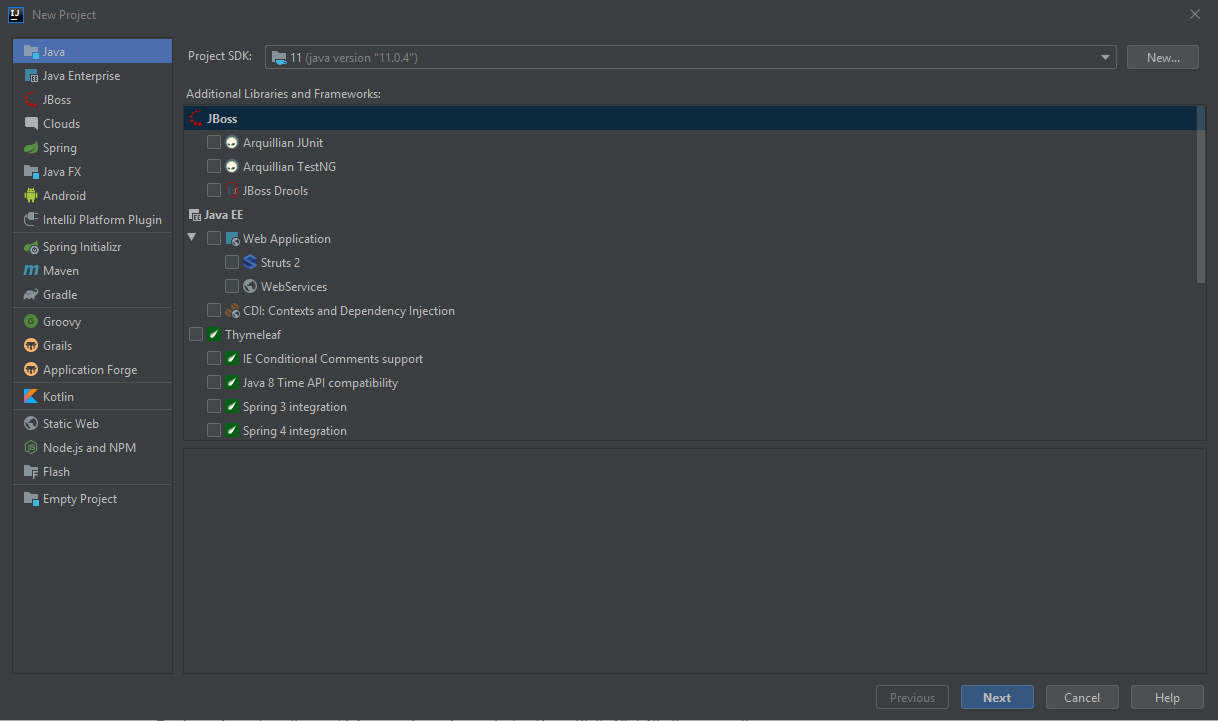 New Project
Java
Java Enterprise
JBoss
Clouds
Spring
Java FX
Android
IntelliJ Platform Plugin
Spring Initializr
Maven
Gradle
Groovy
Grails
Application Forge
Kotlin
Static Web
Node.js and NPM
Flash
Empty Project
Project SDK: 11 (java version "11.0.4") New...
Additional Libraries and Frameworks:
JBoss
Arquillian JUnit
Arquillian TestNG
JBoss Drools
Java EE
Web Application
Struts 2
WebServices
CDI: Contexts and Dependency Injection
Thymeleaf
IE Conditional Comments support
Java 8 Time API compatibility
Spring 3 integration
Spring 4 integration
Previous Next Cancel Help